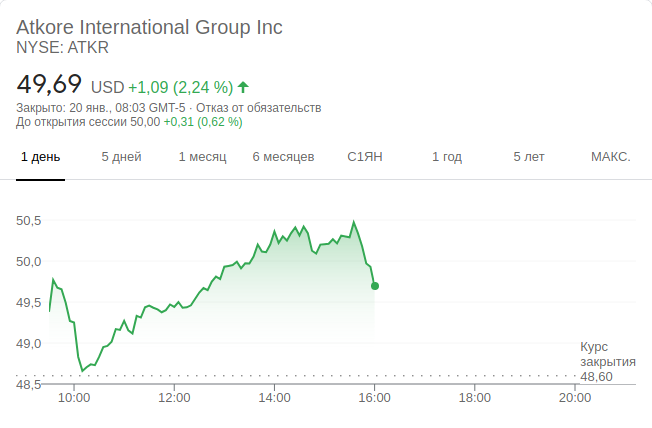 Atkore International Group Inc
NYSE: ATKR
49,69 USD +1,09 (2,24 %)
Закрыто: 20 янв., 08:03 GMT-5 · Отказ от обязательств
До открытия сессии 50,00 +0,31 (0,62 %)
1 день 5 дней 1 месяц 6 месяцев С1ЯН 1 год 5 лет МАКС.
50,5
50,0
49,5
49,0
Курс
закрытия
48,60
48,5
10:00 12:00 14:00 16:00 18:00 20:00